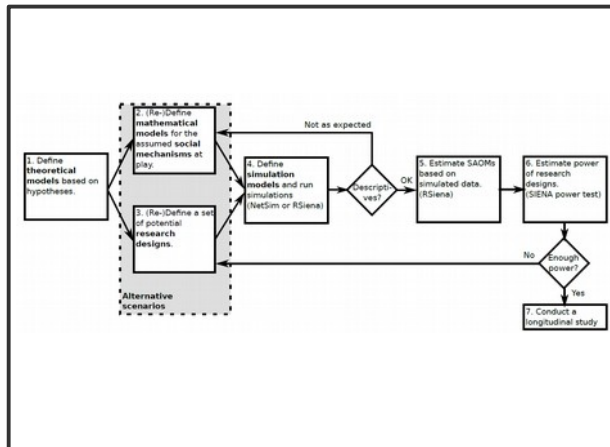 1. Define
theoretical
models based on
hypotheses.
2. (Re-)Define
mathematical
models for the
assumed social
mechanisms at
play.
3. (Re-)Define a set
of potential
research
designs.
Alternative
scenarios
Not as expected
4. Define
simulation
models and run
simulations
(NetSim or RSiena)
Descripti-
ves?
OK
5. Estimate SAOMs
based on
simulated data.
(RSiena)
6. Estimate power
of research
designs.
(SIENA power test)
No
Enough
power?
Yes
7. Conduct a
longitudinal study